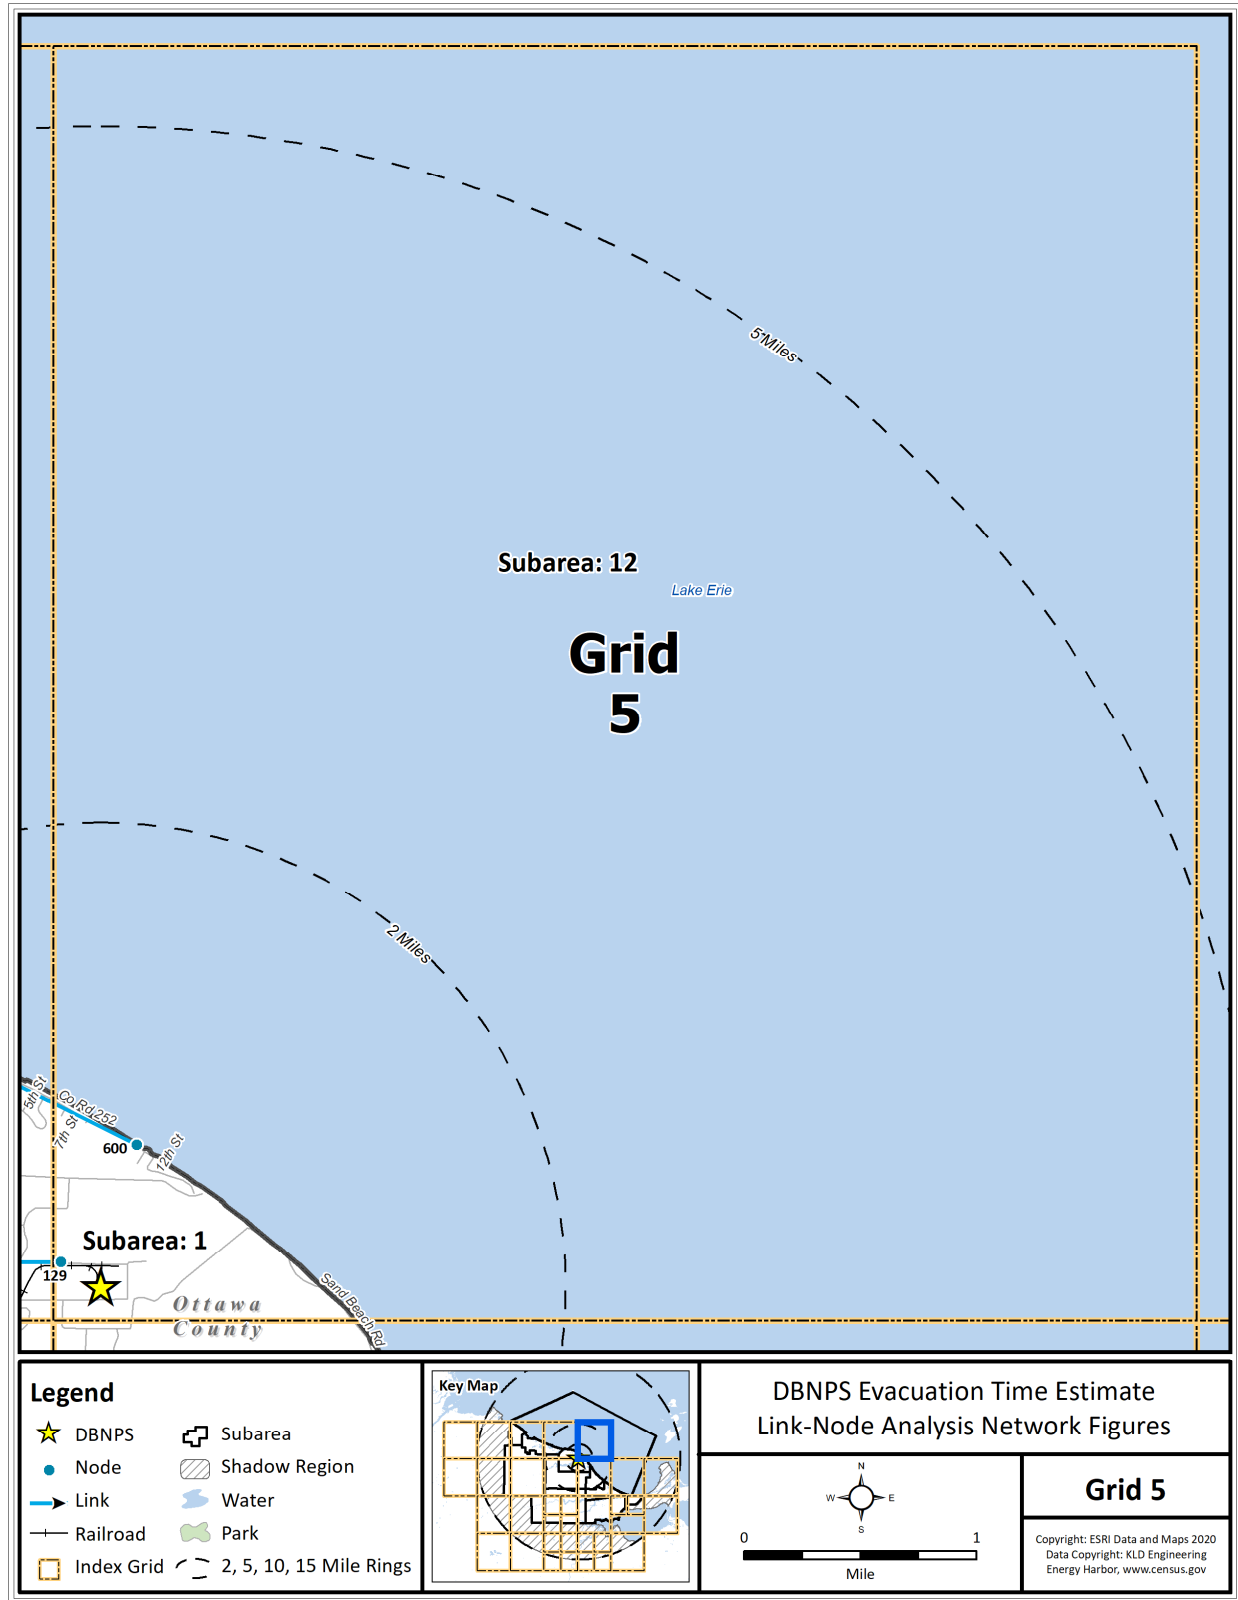 5 Miles
Subarea: 12
Lake Erie
Grid
5
2 Miles
5th St
Co Rd 252
7th St
600
12th St
Subarea: 1
129
Ottawa
County
Sand Beach Rd
Legend
DBNPS
Node
Link
Railroad
Index Grid
Subarea
Shadow Region
Water
Park
2, 5, 10, 15 Mile Rings
Key Map
DBNPS Evacuation Time Estimate
Link-Node Analysis Network Figures
N
W E
S
0 1
Mile
Grid 5
Copyright: ESRI Data and Maps 2020
Data Copyright: KLD Engineering
Energy Harbor, www.census.gov